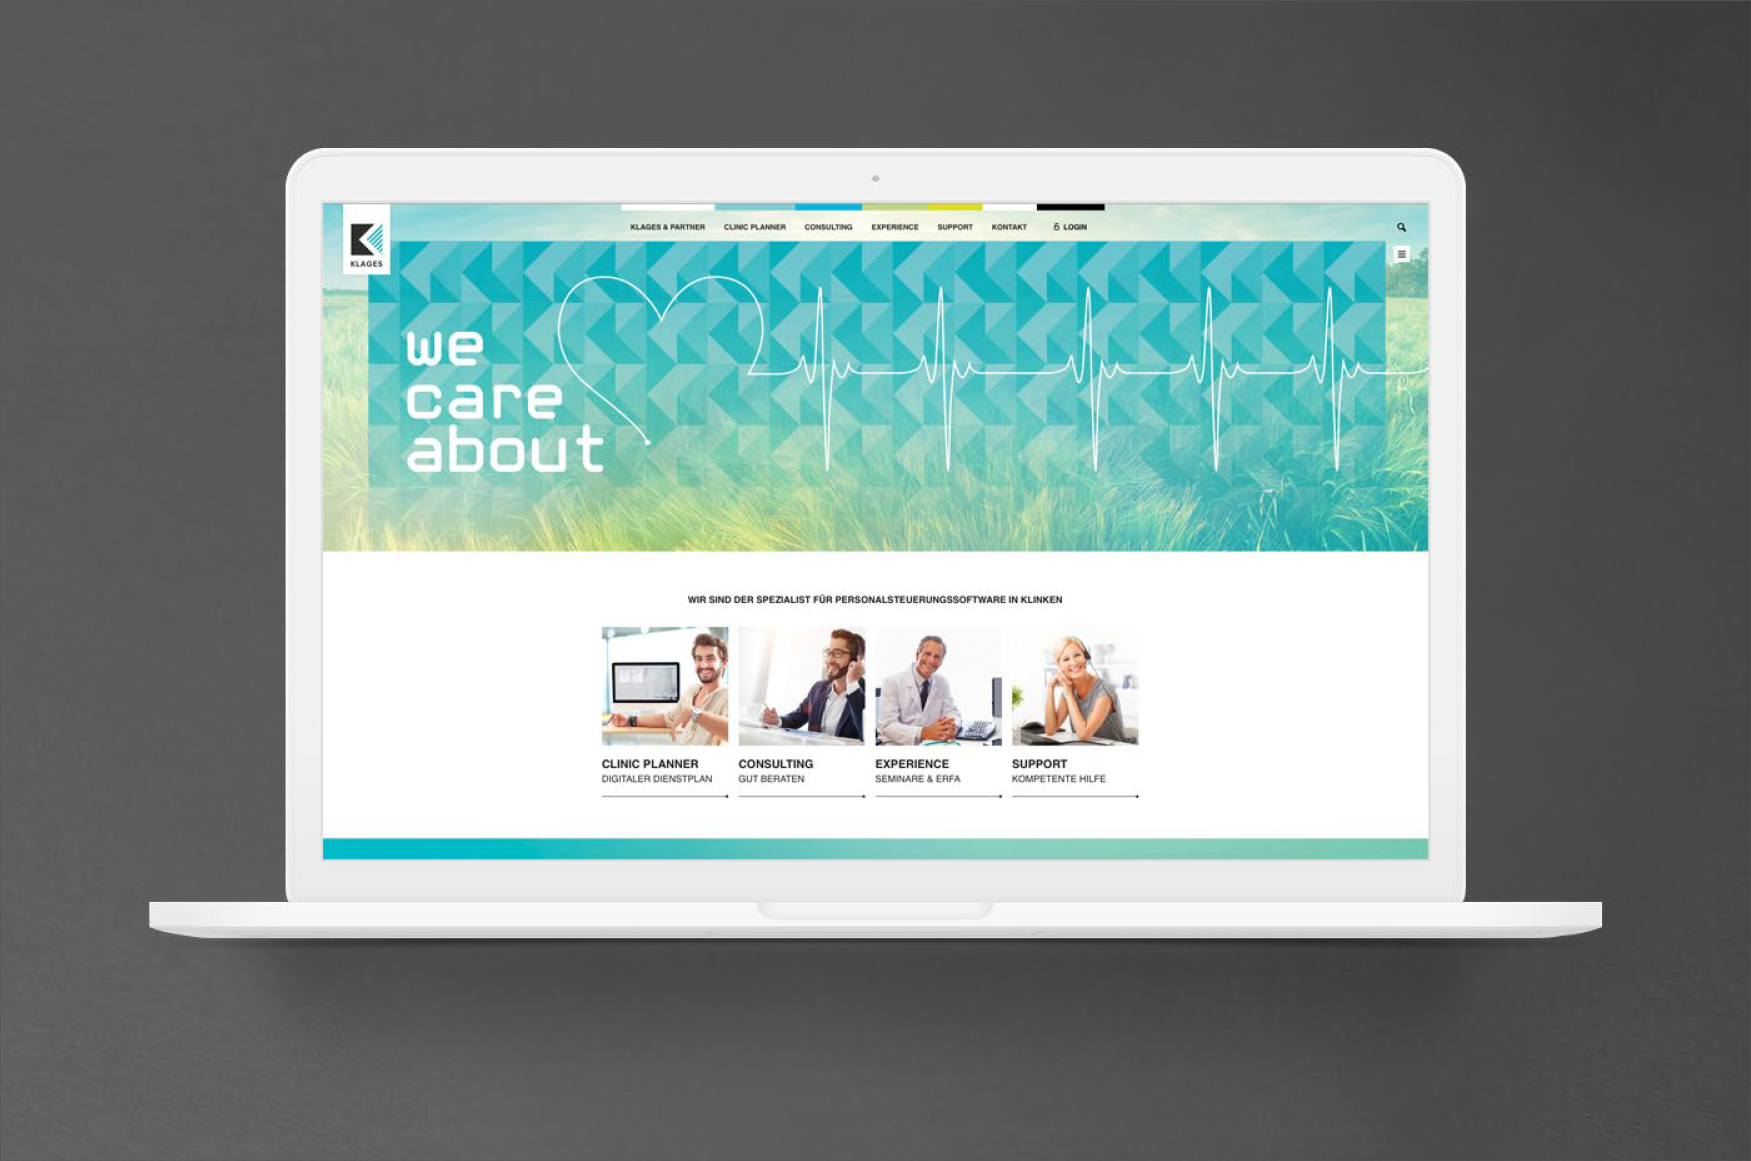 KLAGES
KLAGES & PARTNER CLINIC PLANNER CONSULTING EXPERIENCE SUPPORT KONTAKT LOGIN
we
care
about
WIR SIND DER SPEZIALIST FÜR PERSONALSTEUERUNGSSOFTWARE IN KLINKEN
CLINIC PLANNER
DIGITALER DIENSTPLAN
CONSULTING
GUT BERATEN
EXPERIENCE
SEMINARE & ERFA
SUPPORT
KOMPETENTE HILFE